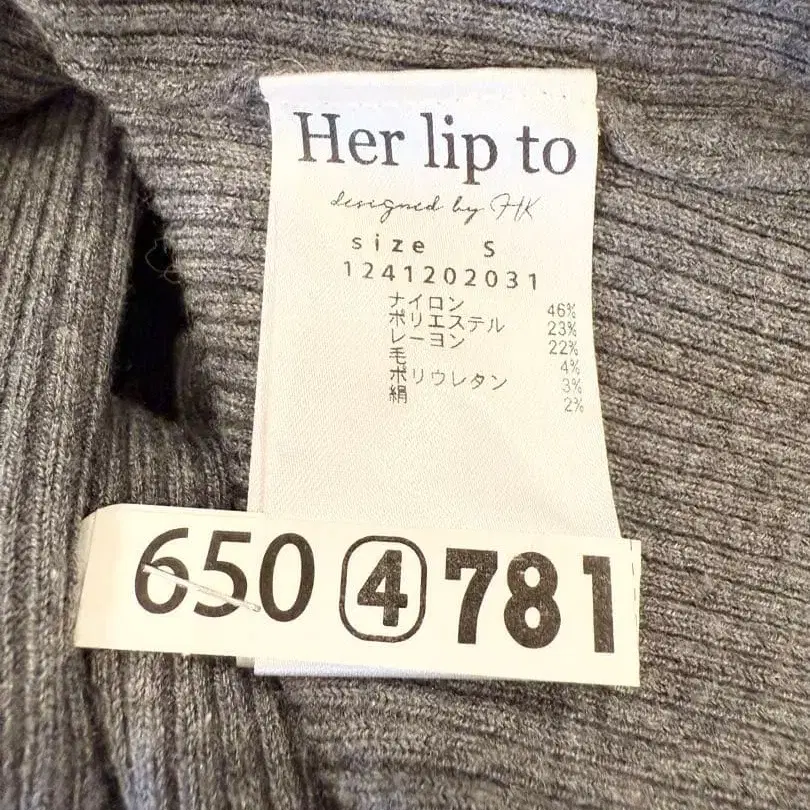 Her lip to
designed by HK
size S
1241202031
ナイロン 46%
ポリエステル 23%
レーヨン 22%
毛 4%
ポリウレタン 3%
絹 2%
650 ④ 781